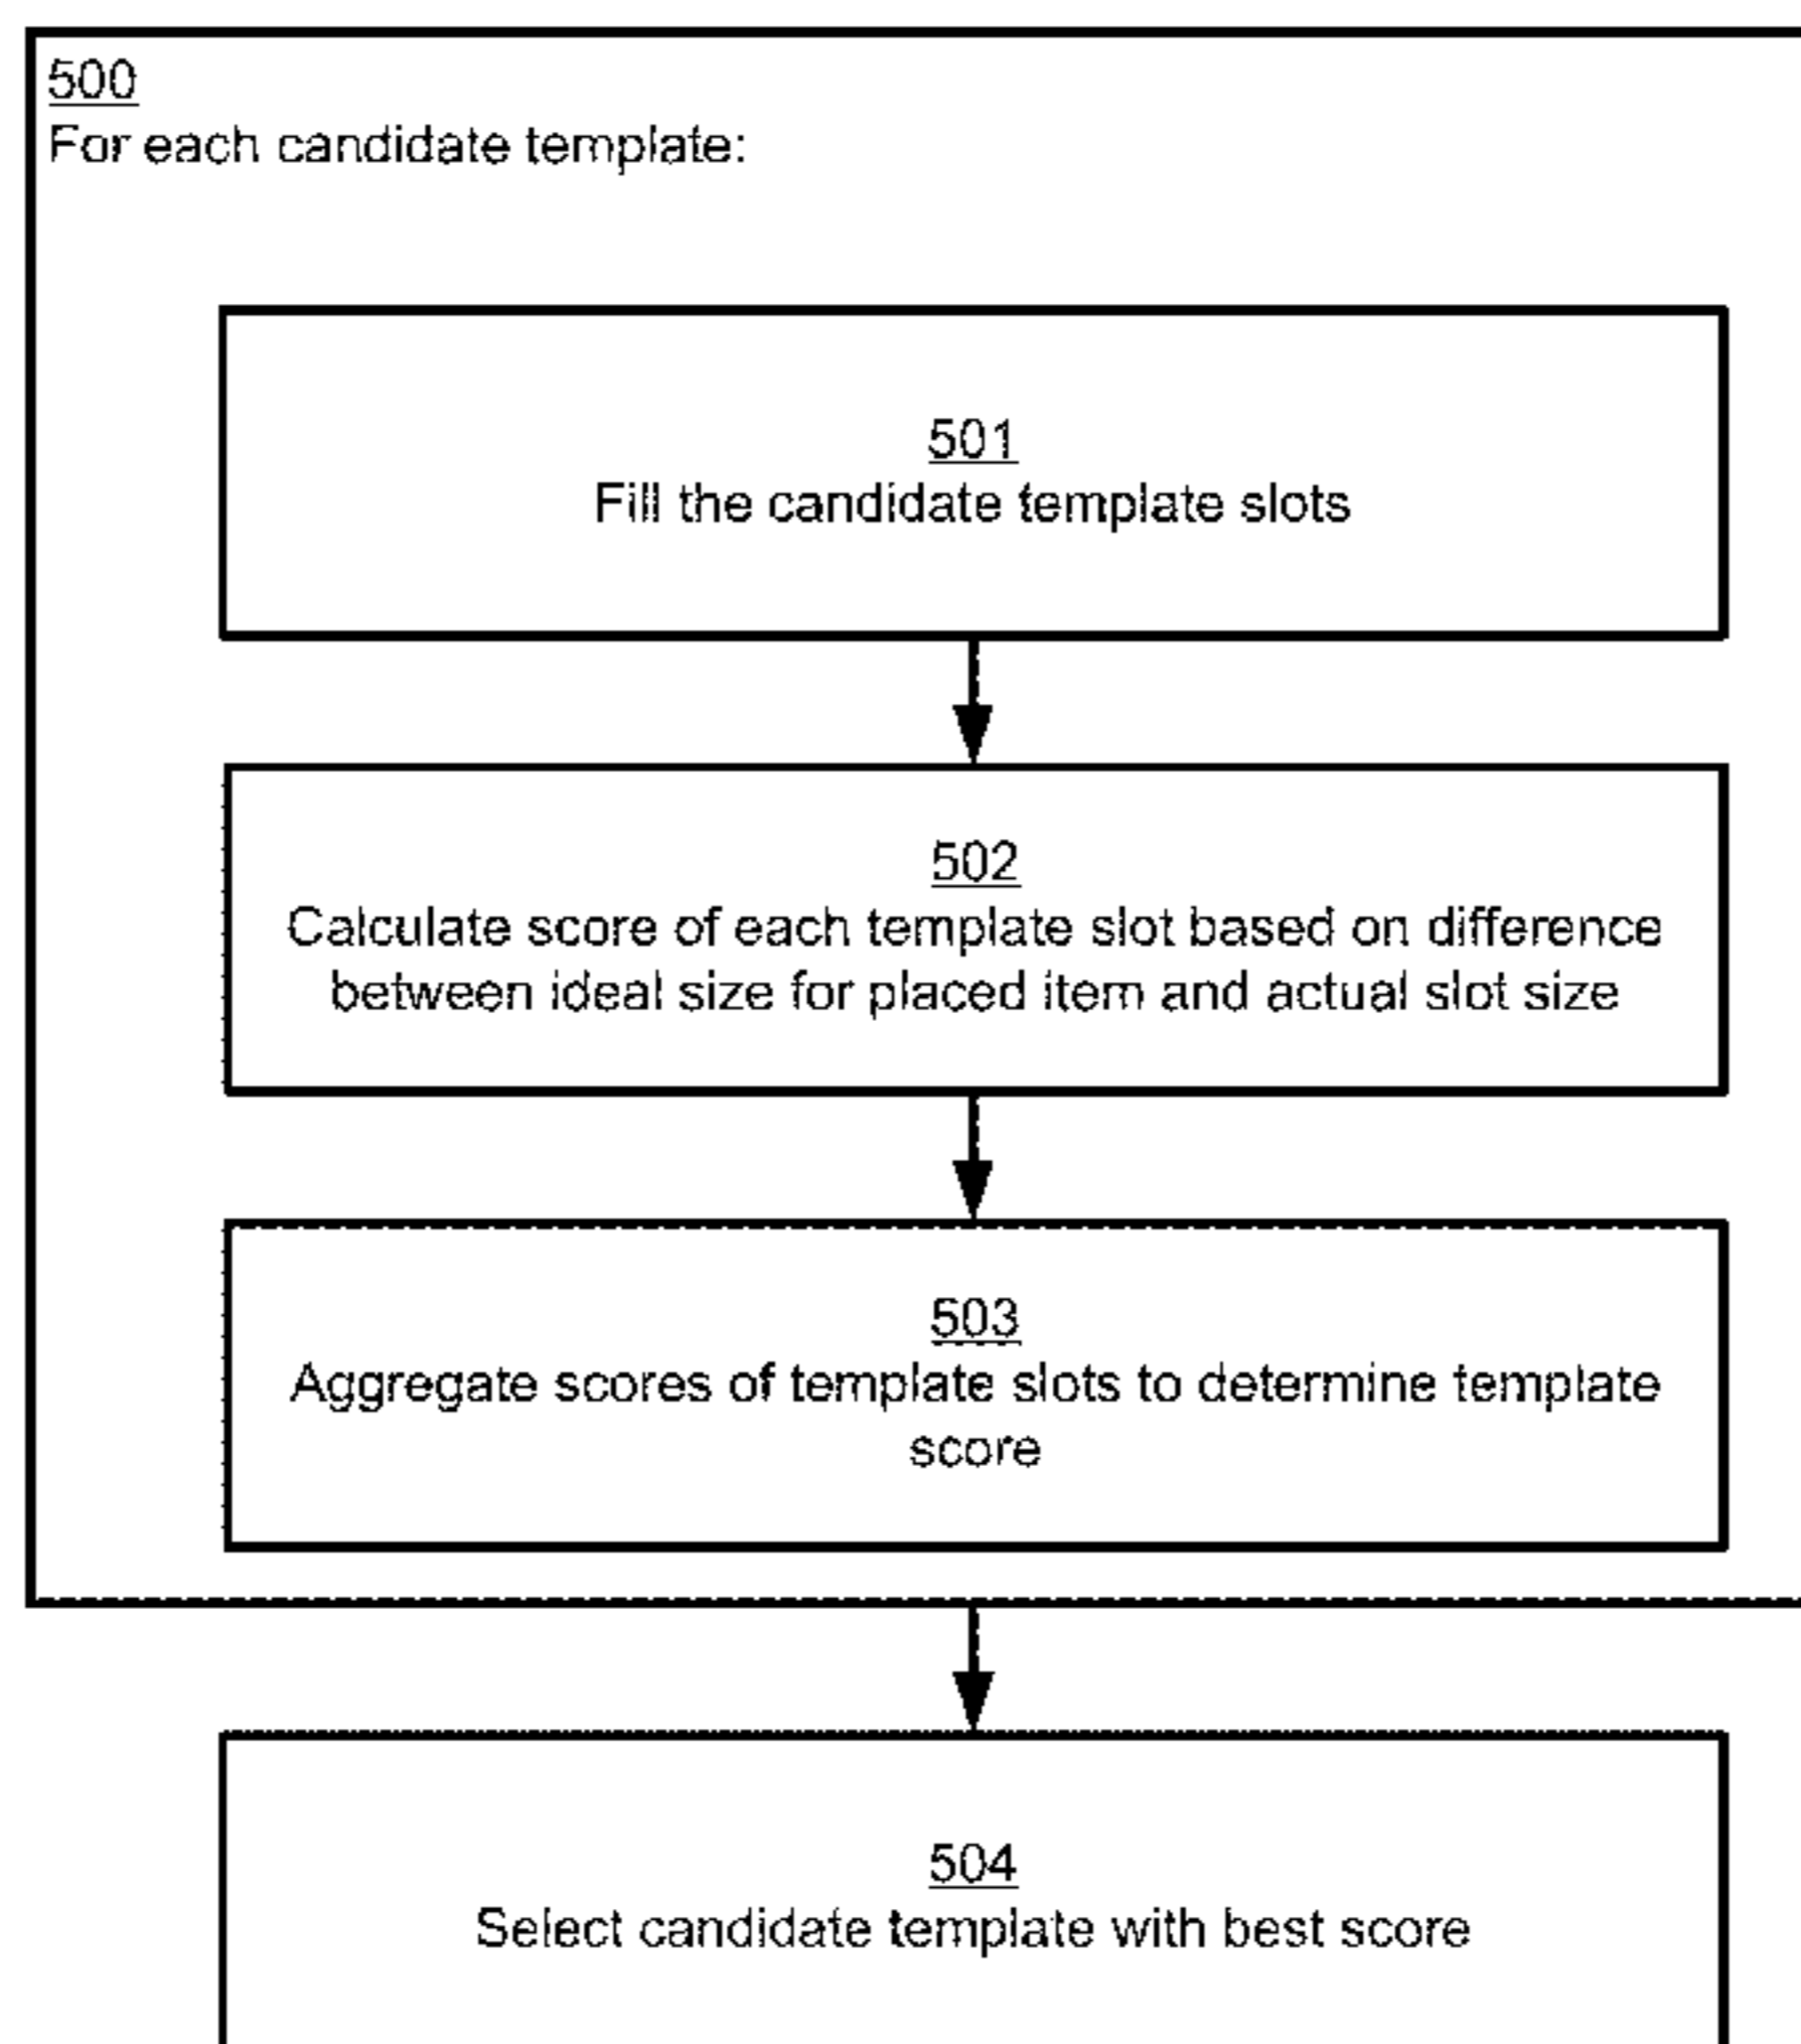 500
For each candidate template:
501
Fill the candidate template slots
502
Calculate score of each template slot based on difference
between ideal size for placed item and actual slot size
503
Aggregate scores of template slots to determine template
score
504
Select candidate template with best score